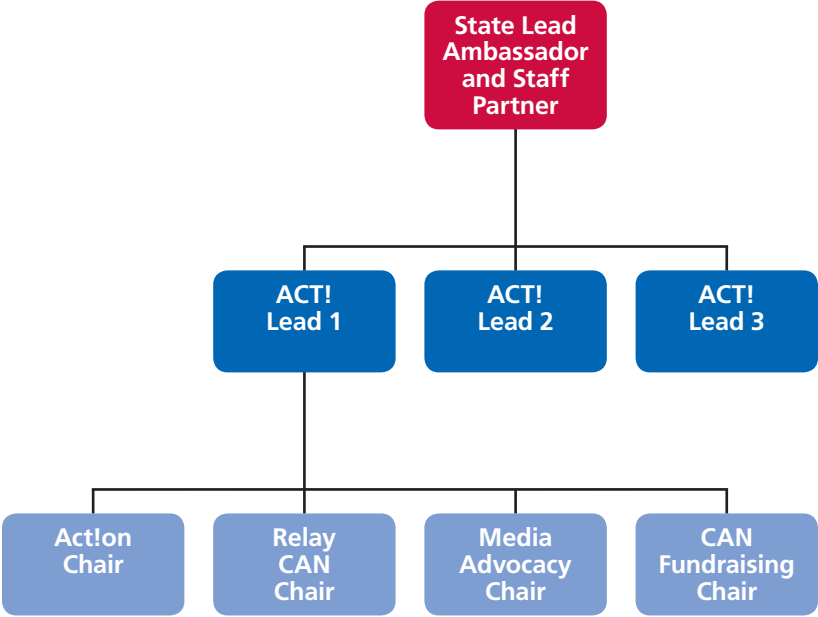 State Lead
Ambassador
and Staff
Partner
ACT!
Lead 1
ACT!
Lead 2
ACT!
Lead 3
Act!on
Chair
Relay
CAN
Chair
Media
Advocacy
Chair
CAN
Fundraising
Chair